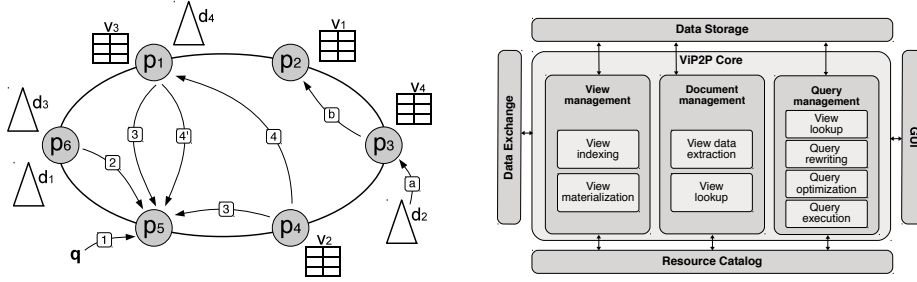 d4
v3
v1
p1
p2
d3
v4
b
3
4'
4
p6
p3
2
a
d1
d2
3
p5
p4
1
q
v2
Data Storage
ViP2P Core
Data Exchange
GUI
View
management
View
indexing
View
materialization
Document
management
View data
extraction
View
lookup
Query
management
View
lookup
Query
rewriting
Query
optimization
Query
execution
Resource Catalog